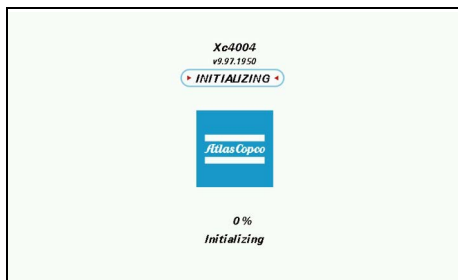 Xc4004
v9.97.1950
INITIALIZING
Atlas Copco
0 %
Initializing